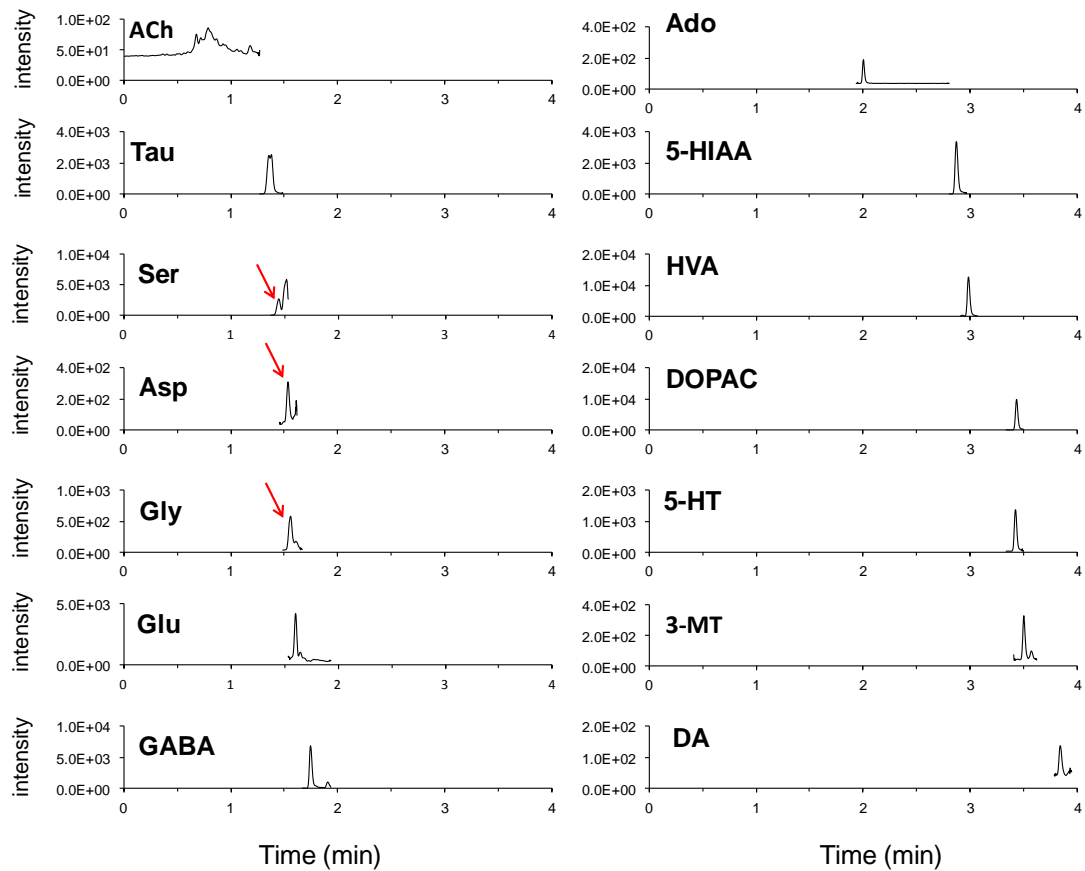 intensity
1.0E+02
5.0E+01
0.0E+00
ACh
0 1 2 3 4
intensity
4.0E+03
2.0E+03
0.0E+00
Tau
0 1 2 3 4
intensity
1.0E+04
5.0E+03
0.0E+00
Ser
0 1 2 3 4
intensity
4.0E+02
2.0E+02
0.0E+00
Asp
0 1 2 3 4
intensity
1.0E+03
5.0E+02
0.0E+00
Gly
0 1 2 3 4
intensity
5.0E+03
0.0E+00
Glu
0 1 2 3 4
intensity
1.0E+04
5.0E+03
0.0E+00
GABA
0 1 2 3 4
Time (min)
4.0E+02
2.0E+02
0.0E+00
Ado
0 1 2 3 4
4.0E+03
2.0E+03
0.0E+00
5-HIAA
0 1 2 3 4
2.0E+04
1.0E+04
0.0E+00
HVA
0 1 2 3 4
2.0E+04
1.0E+04
0.0E+00
DOPAC
0 1 2 3 4
2.0E+03
1.0E+03
0.0E+00
5-HT
0 1 2 3 4
4.0E+02
2.0E+02
0.0E+00
3-MT
0 1 2 3 4
2.0E+02
1.0E+02
0.0E+00
DA
0 1 2 3 4
Time (min)